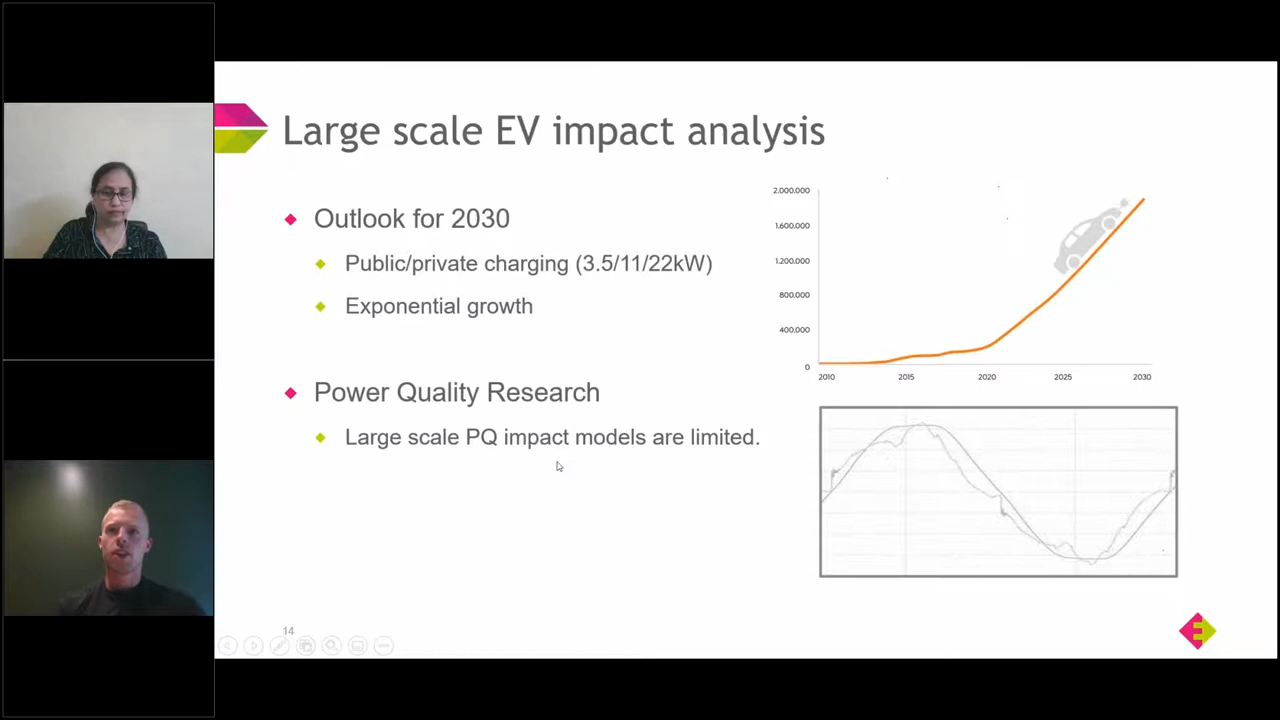 Large scale EV impact analysis
Outlook for 2030
Public/private charging (3.5/11/22kW)
Exponential growth
Power Quality Research
Large scale PQ impact models are limited.
2.000.000
1.600.000
1.200.000
800.000
400.000
0
2010 2015 2020 2025 2030
14